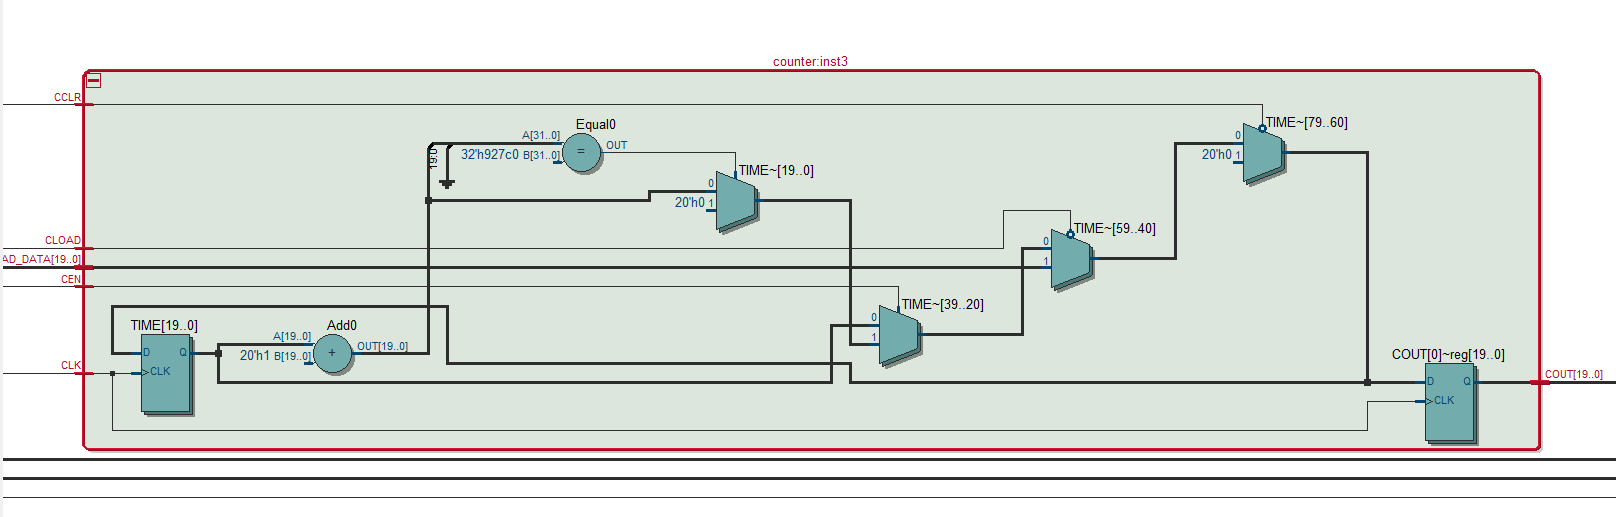 counter:inst3
CCLR
Equal0
TIME~[79..60]
A[31..0]
0
32'h927c0 B[31..0]
=
OUT
20'h0 1
19:0
TIME~[19..0]
0
20'h0 1
TIME~[59..40]
CLOAD
0
AD_DATA[19..0]
1
CEN
TIME~[39..20]
0
TIME[19..0]
Add0
A[19..0]
1
D
Q
20'h1 B[19..0]
+
OUT[19..0]
COUT[0]~reg[19..0]
CLK
CLK
D
Q
COUT[19..0]
CLK